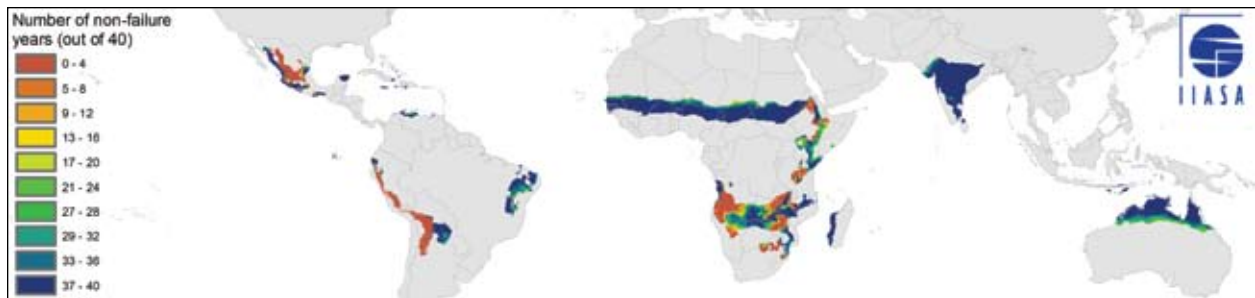 Number of non-failure
years (out of 40)
0 - 4
5 - 8
9 - 12
13 - 16
17 - 20
21 - 24
27 - 28
29 - 32
33 - 36
37 - 40
IIASA